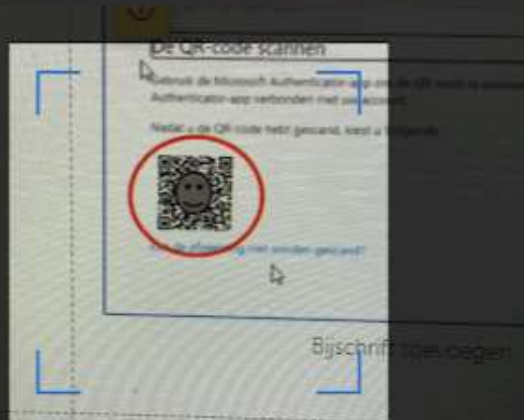 De QR-code scannen
Gebruik de Microsoft Authenticator-app om de QR-code te scannen
Authenticator-app verbonden met uw account.
Nadat u de QR-code hebt gescand, kiest u Volgende.
Kan de afbeelding niet worden gescand?
Bijschrift toevoegen